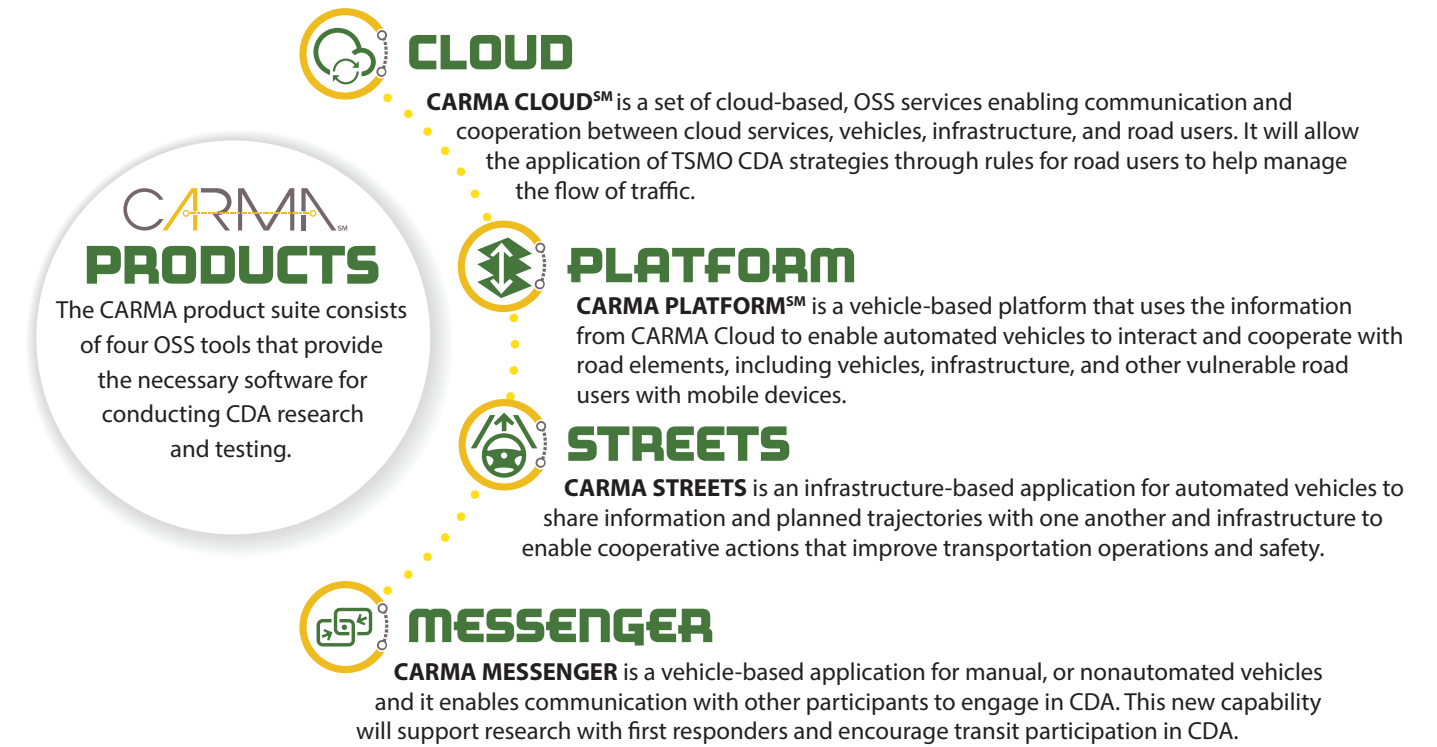 CLOUD
CARMA CLOUD℠ is a set of cloud-based, OSS services enabling communication and
cooperation between cloud services, vehicles, infrastructure, and road users. It will allow
the application of TSMO CDA strategies through rules for road users to help manage
the flow of traffic.
CARMA℠
PRODUCTS
The CARMA product suite consists
of four OSS tools that provide
the necessary software for
conducting CDA research
and testing.
PLATFORM
CARMA PLATFORM℠ is a vehicle-based platform that uses the information
from CARMA Cloud to enable automated vehicles to interact and cooperate with
road elements, including vehicles, infrastructure, and other vulnerable road
users with mobile devices.
STREETS
CARMA STREETS is an infrastructure-based application for automated vehicles to
share information and planned trajectories with one another and infrastructure to
enable cooperative actions that improve transportation operations and safety.
MESSENGER
CARMA MESSENGER is a vehicle-based application for manual, or nonautomated vehicles
and it enables communication with other participants to engage in CDA. This new capability
will support research with first responders and encourage transit participation in CDA.